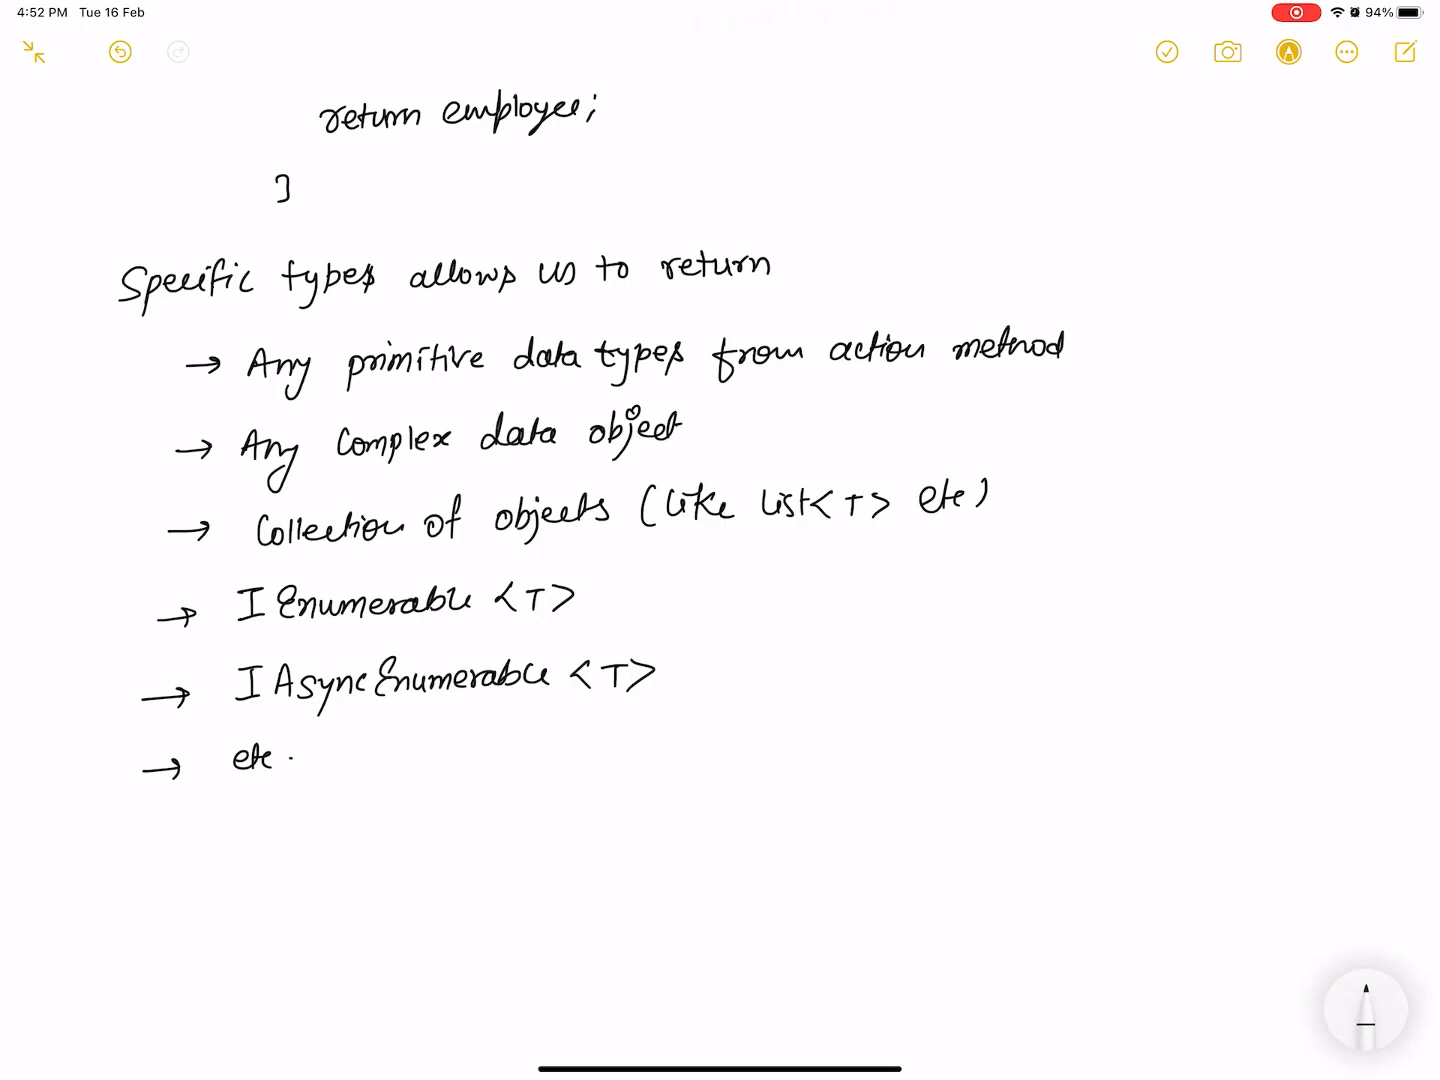 4:52 PM Tue 16 Feb 94%
return employee;
}
Specific types allows us to return
→ Any primitive data types from action method
→ Any Complex data object
→ Collection of objects (like List<T> etc)
→ IEnumerable <T>
→ IAsyncEnumerable <T>
→ etc.